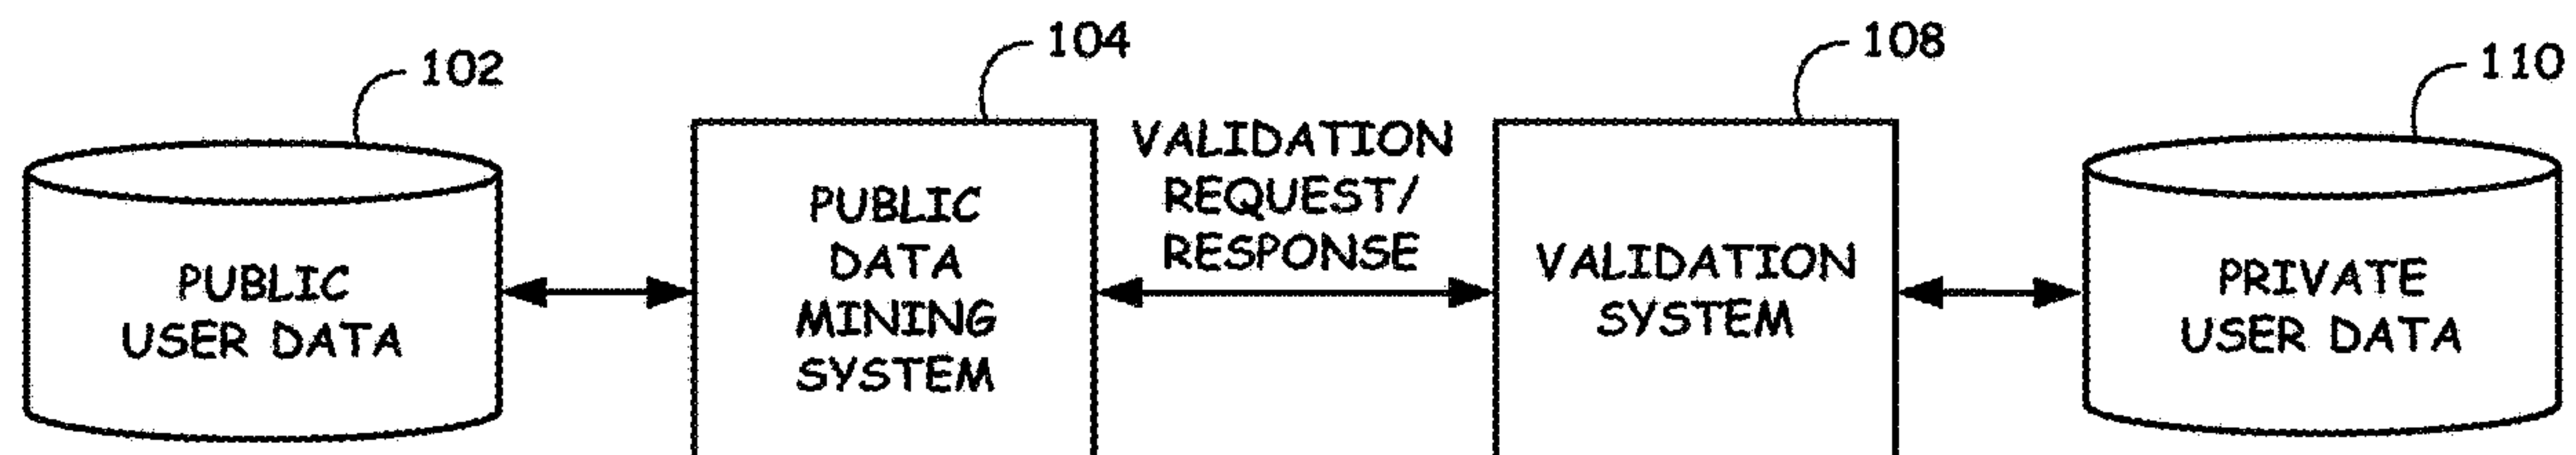 102
104
108
110
PUBLIC
USER DATA
PUBLIC
DATA
MINING
SYSTEM
VALIDATION
REQUEST/
RESPONSE
VALIDATION
SYSTEM
PRIVATE
USER DATA